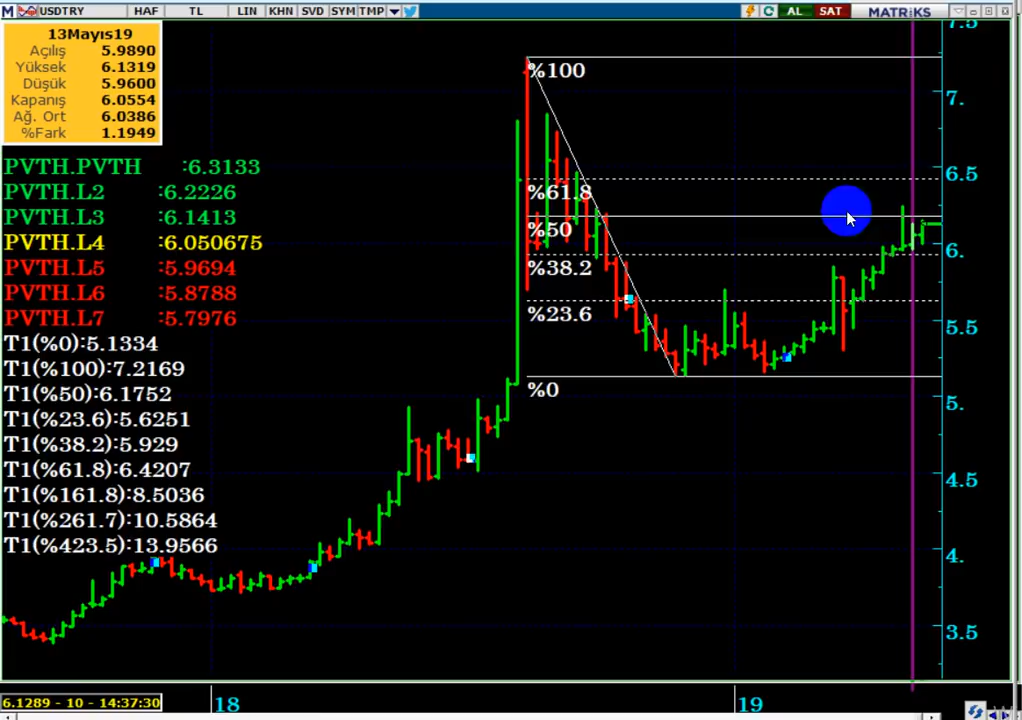 USDTRY HAF TL LIN KHN SVD SYM TMP AL SAT MATRIKS
13Mayıs19
Açılış 5.9890
Yüksek 6.1319
Düşük 5.9600
Kapanış 6.0554
Ağ. Ort 6.0386
%Fark 1.1949
PVTH.PVTH :6.3133
PVTH.L2 :6.2226
PVTH.L3 :6.1413
PVTH.L4 :6.050675
PVTH.L5 :5.9694
PVTH.L6 :5.8788
PVTH.L7 :5.7976
T1(%0):5.1334
T1(%100):7.2169
T1(%50):6.1752
T1(%23.6):5.6251
T1(%38.2):5.929
T1(%61.8):6.4207
T1(%161.8):8.5036
T1(%261.7):10.5864
T1(%423.5):13.9566
%100
%61.8
%50
%38.2
%23.6
%0
7.5
7.
6.5
6.
5.5
5.
4.5
4.
3.5
6.1289 - 10 - 14:37:30
18
19